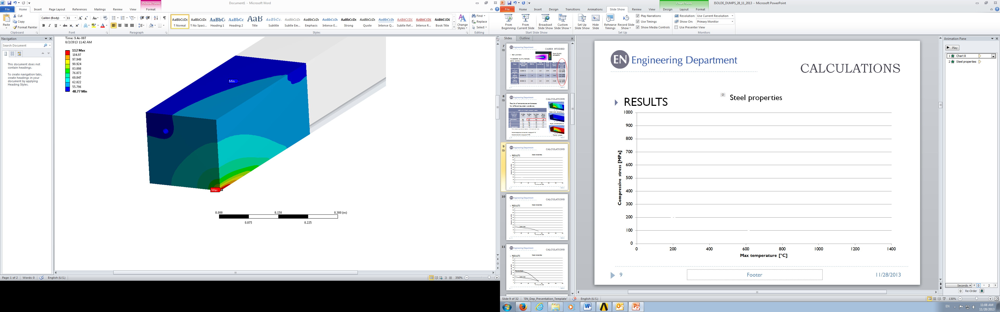 Document1 - Microsoft Word
Picture Tools
File Home Insert Page Layout References Mailings Review View Format
Cut
Copy
Format Painter
Paste
Clipboard
Calibri (Body) 11
Font
Paragraph
AaBbCcDc AaBbCcDc AaBbC AaBbCc AaB AaBbCc. AaBbCcDc AaBbCcDc AaBbCcDc AaBbCcDc AaBbCcDc AaBbCcDc AABBCCDC AABBCCDC AaBbCcDc
¶ Normal ¶ No Spaci... Heading 1 Heading 2 Title Subtitle Subtle Em... Emphasis Intense E... Strong Quote Intense Q... Subtle Ref... Intense R... Book Title
Change Styles
Styles
Find
Replace
Select
Editing
Navigation
Search Document
This document does not
contain headings.
To create navigation tabs,
create headings in your
document by applying
Heading Styles.
Time: 9.4e-007
8/2/2013 11:42 AM
112 Max
104.97
97.949
90.924
83.898
76.873
69.847
62.822
55.796
48.77 Min
Min
Max
0.000 0.150 0.300 (m)
0.075 0.225
Page: 1 of 2 Words: 0 English (U.S.) 350%
Chart Tools
ISOLDE_DUMPS_28_11_2013 - Microsoft PowerPoint
File Home Insert Design Transitions Animations Slide Show Review View Design Layout Format
From Beginning
From Current Slide
Broadcast Slide Show
Custom Slide Show
Start Slide Show
Set Up Slide Show
Hide Slide
Rehearse Timings
Record Slide Show
Play Narrations
Use Timings
Show Media Controls
Set Up
Resolution: Use Current Resolution
Show On: Primary Monitor
Use Presenter View
Monitors
Slides Outline
7
EN Engineering Department
CASES STUDIED
8
EN Engineering Department
CALCULATIONS
Results of temperatures and stresses
for different boundary conditions:
9
EN Engineering Department
CALCULATIONS
RESULTS
Steel properties
10
EN Engineering Department
CALCULATIONS
RESULTS
Steel properties
11
EN Engineering Department
CALCULATIONS
RESULTS
Steel properties
EN Engineering Department
CALCULATIONS
RESULTS
2
Steel properties
1000
900
800
700
600
500
400
300
200
100
0
Compressive stress [MPa]
0 200 400 600 800 1000 1200 1400
Max temperature [°C]
9
Footer
11/28/2013
Animation Pane
Play
1 Chart 8
2 Steel properties
Seconds 0 2
Re-Order
Slide 9 of 32 "EN_Dep_Presentation_Template" English (U.S.) 130%
EN
11:08 AM
11/28/2013